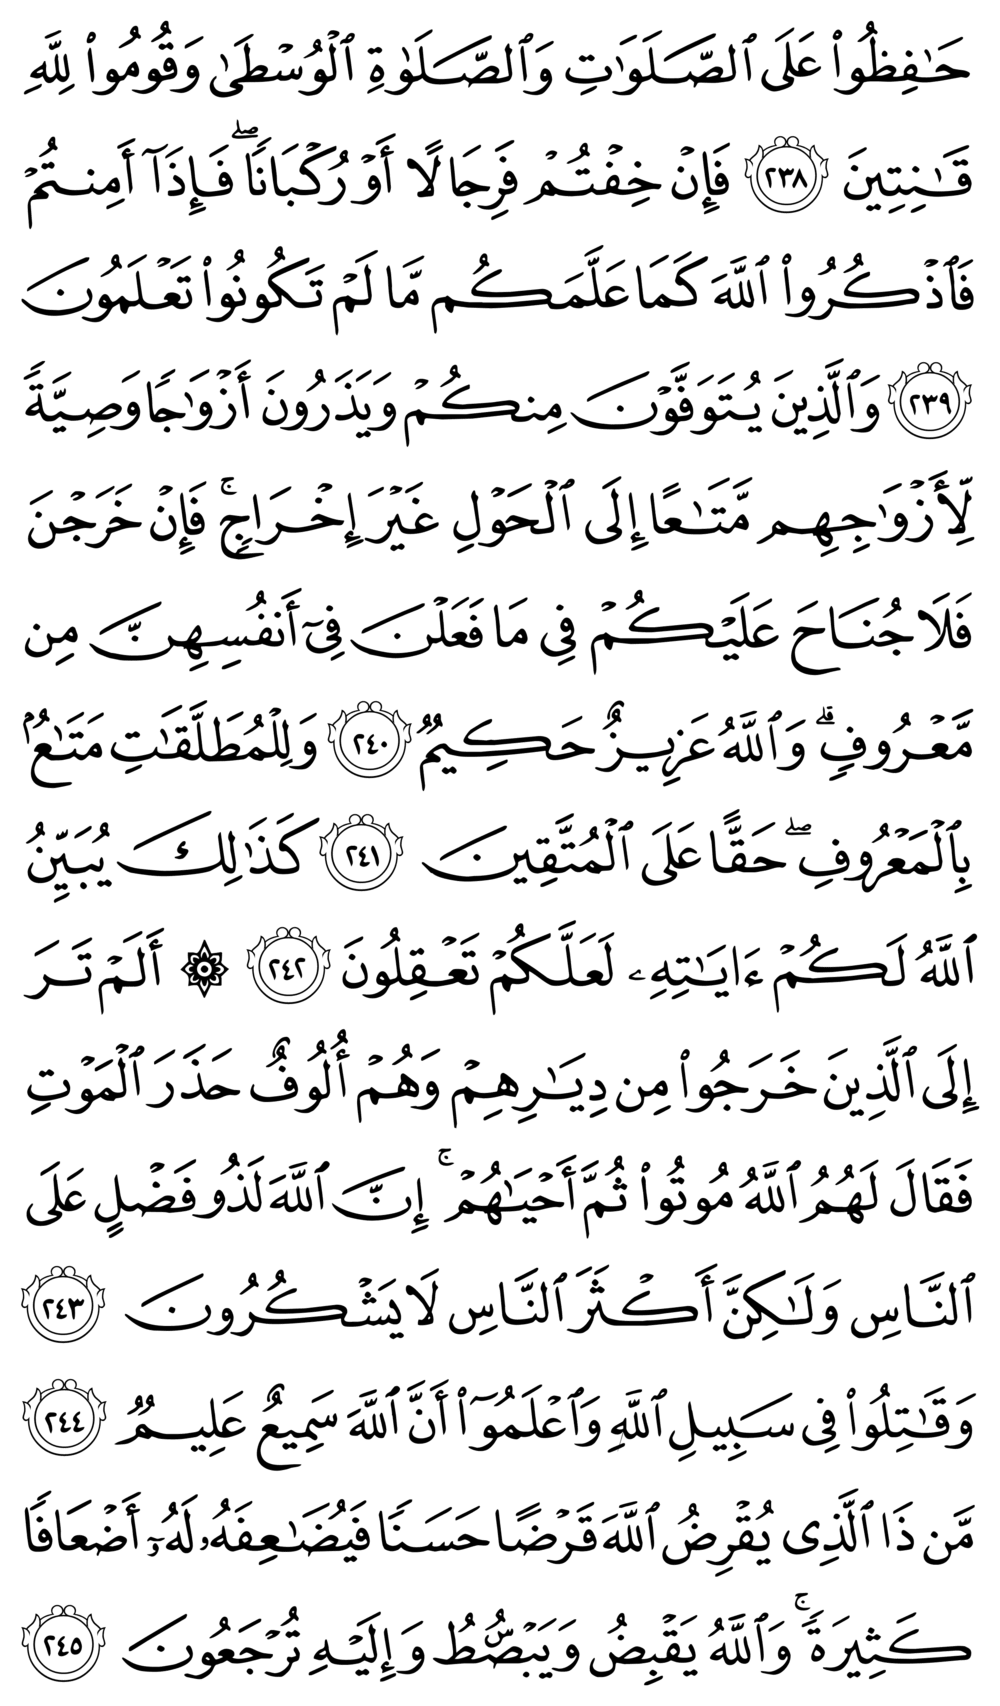 حَـٰفِظُوا۟ عَلَى ٱلصَّلَوَٰتِ وَٱلصَّلَوٰةِ ٱلْوُسْطَىٰ وَقُومُوا۟ لِلَّهِ
قَـٰنِتِينَ ٢٣٨ فَإِنْ خِفْتُمْ فَرِجَالًا أَوْ رُكْبَانًا ۖ فَإِذَآ أَمِنتُمْ
فَٱذْكُرُوا۟ ٱللَّهَ كَمَا عَلَّمَكُم مَّا لَمْ تَكُونُوا۟ تَعْلَمُونَ
٢٣٩ وَٱلَّذِينَ يُتَوَفَّوْنَ مِنكُمْ وَيَذَرُونَ أَزْوَٰجًا وَصِيَّةً
لِّأَزْوَٰجِهِم مَّتَـٰعًا إِلَى ٱلْحَوْلِ غَيْرَ إِخْرَاجٍ ۚ فَإِنْ خَرَجْنَ
فَلَا جُنَاحَ عَلَيْكُمْ فِى مَا فَعَلْنَ فِىٓ أَنفُسِهِنَّ مِن
مَّعْرُوفٍ ۗ وَٱللَّهُ عَزِيزٌ حَكِيمٌ ٢٤٠ وَلِلْمُطَلَّقَـٰتِ مَتَـٰعٌۢ
بِٱلْمَعْرُوفِ ۖ حَقًّا عَلَى ٱلْمُتَّقِينَ ٢٤١ كَذَٰلِكَ يُبَيِّنُ
ٱللَّهُ لَكُمْ ءَايَـٰتِهِۦ لَعَلَّكُمْ تَعْقِلُونَ ٢٤٢ ۞ أَلَمْ تَرَ
إِلَى ٱلَّذِينَ خَرَجُوا۟ مِن دِيَـٰرِهِمْ وَهُمْ أُلُوفٌ حَذَرَ ٱلْمَوْتِ
فَقَالَ لَهُمُ ٱللَّهُ مُوتُوا۟ ثُمَّ أَحْيَـٰهُمْ ۚ إِنَّ ٱللَّهَ لَذُو فَضْلٍ عَلَى
ٱلنَّاسِ وَلَـٰكِنَّ أَكْثَرَ ٱلنَّاسِ لَا يَشْكُرُونَ ٢٤٣
وَقَـٰتِلُوا۟ فِى سَبِيلِ ٱللَّهِ وَٱعْلَمُوٓا۟ أَنَّ ٱللَّهَ سَمِيعٌ عَلِيمٌ ٢٤٤
مَّن ذَا ٱلَّذِى يُقْرِضُ ٱللَّهَ قَرْضًا حَسَنًا فَيُضَـٰعِفَهُۥ لَهُۥٓ أَضْعَافًا
كَثِيرَةً ۚ وَٱللَّهُ يَقْبِضُ وَيَبْصُۜطُ وَإِلَيْهِ تُرْجَعُونَ ٢٤٥